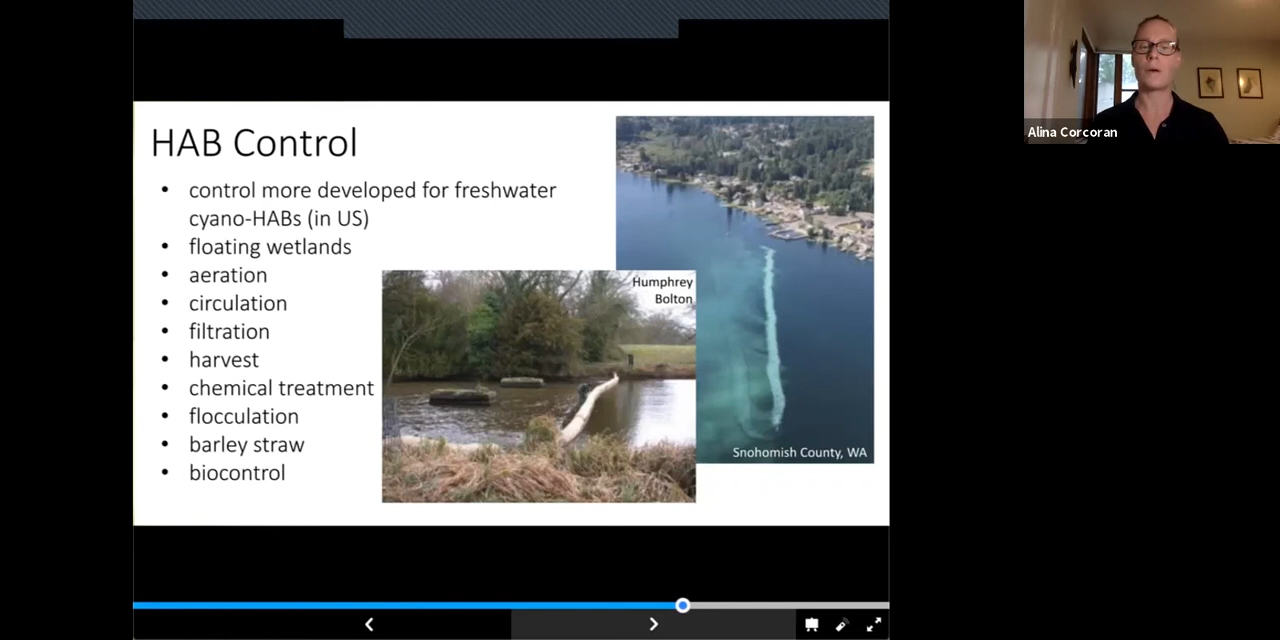 HAB Control
• control more developed for freshwater
cyano-HABs (in US)
• floating wetlands
• aeration
• circulation
• filtration
• harvest
• chemical treatment
• flocculation
• barley straw
• biocontrol
Humphrey
Bolton
Snohomish County, WA
Alina Corcoran